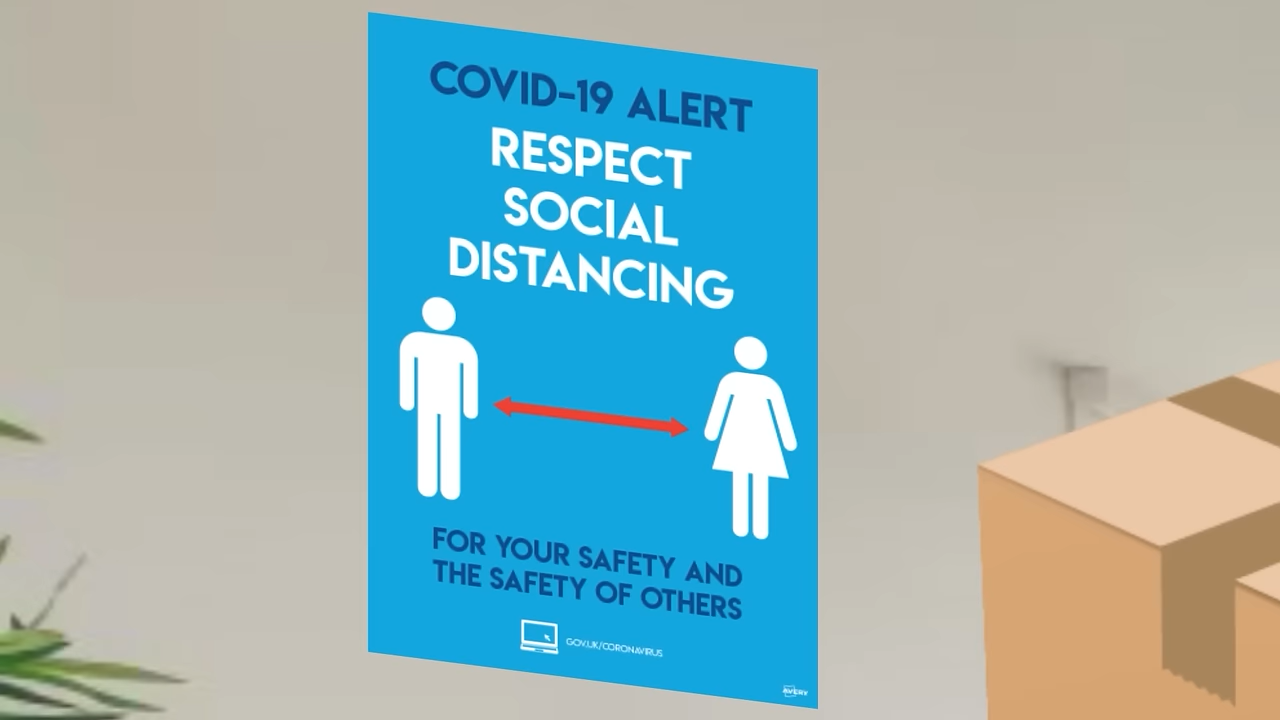 COVID-19 ALERT
RESPECT
SOCIAL
DISTANCING
FOR YOUR SAFETY AND
THE SAFETY OF OTHERS
GOV.UK/CORONAVIRUS
AVERY